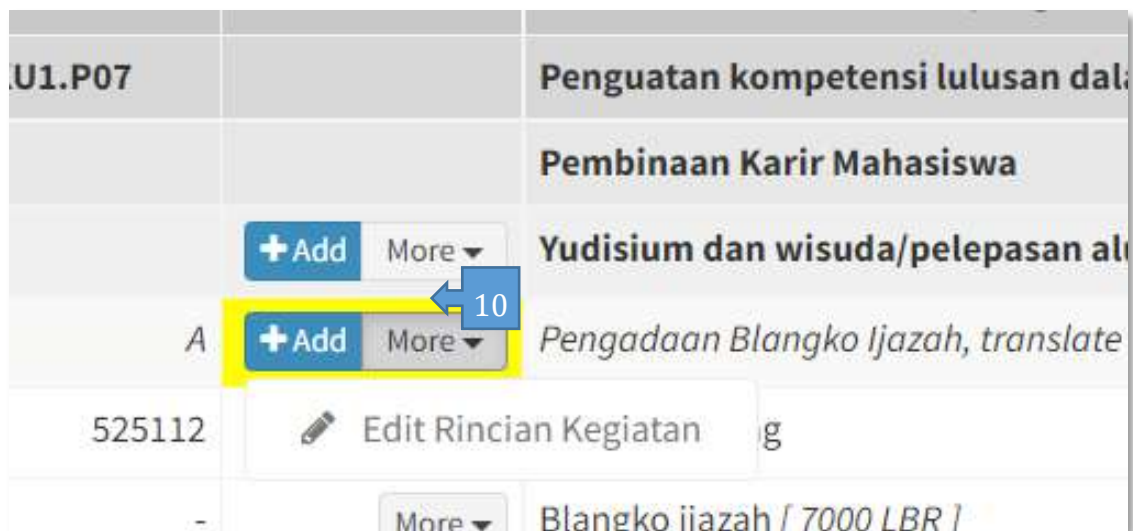 U1.P07 Penguatan kompetensi lulusan dal
Pembinaan Karir Mahasiswa
Add More Yudisium dan wisuda/pelepasan al
10
A Add More Pengadaan Blangko Ijazah, translate
525112 Edit Rincian Kegiatan g
- More Blangko ijazah [ 7000 LBR ]